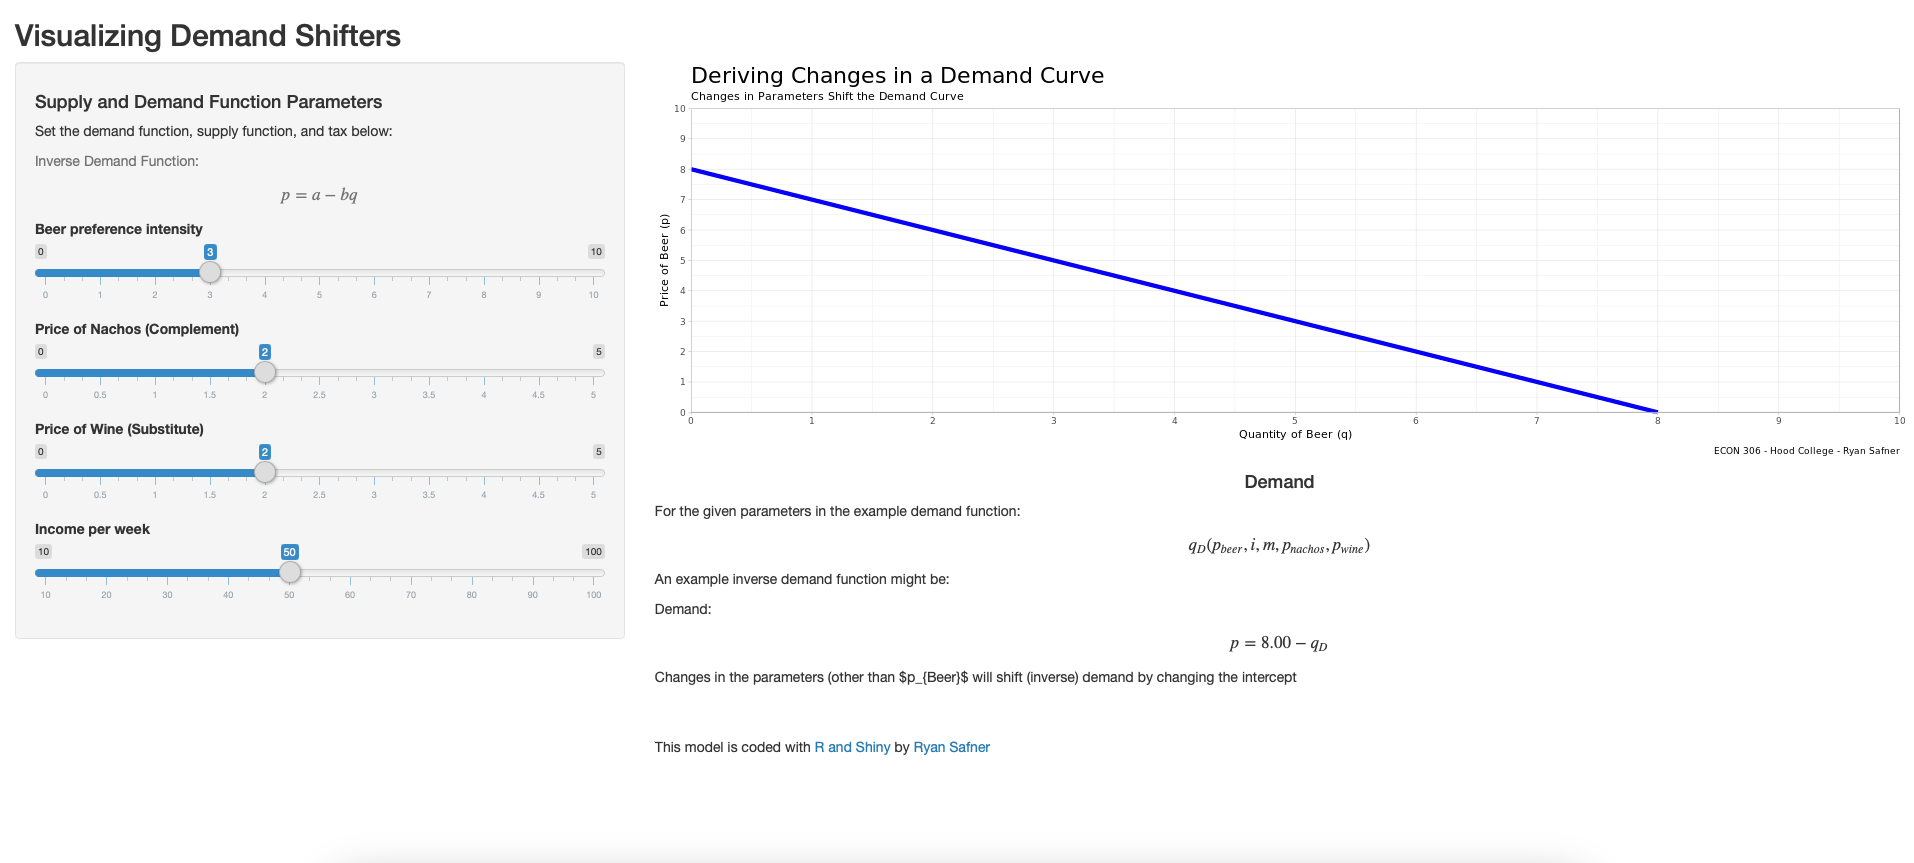 Visualizing Demand Shifters
Supply and Demand Function Parameters
Set the demand function, supply function, and tax below:
Inverse Demand Function:
p = a − bq
Beer preference intensity
0 3 10
0 1 2 3 4 5 6 7 8 9 10
Price of Nachos (Complement)
0 2 5
0 0.5 1 1.5 2 2.5 3 3.5 4 4.5 5
Price of Wine (Substitute)
0 2 5
0 0.5 1 1.5 2 2.5 3 3.5 4 4.5 5
Income per week
10 50 100
10 20 30 40 50 60 70 80 90 100
Deriving Changes in a Demand Curve
Changes in Parameters Shift the Demand Curve
Price of Beer (p)
10
9
8
7
6
5
4
3
2
1
0
0 1 2 3 4 5 6 7 8 9 10
Quantity of Beer (q)
ECON 306 - Hood College - Ryan Safner
Demand
For the given parameters in the example demand function:
q_D(p_beer, i, m, p_nachos, p_wine)
An example inverse demand function might be:
Demand:
p = 8.00 − q_D
Changes in the parameters (other than $p_{Beer}$ will shift (inverse) demand by changing the intercept
This model is coded with R and Shiny by Ryan Safner